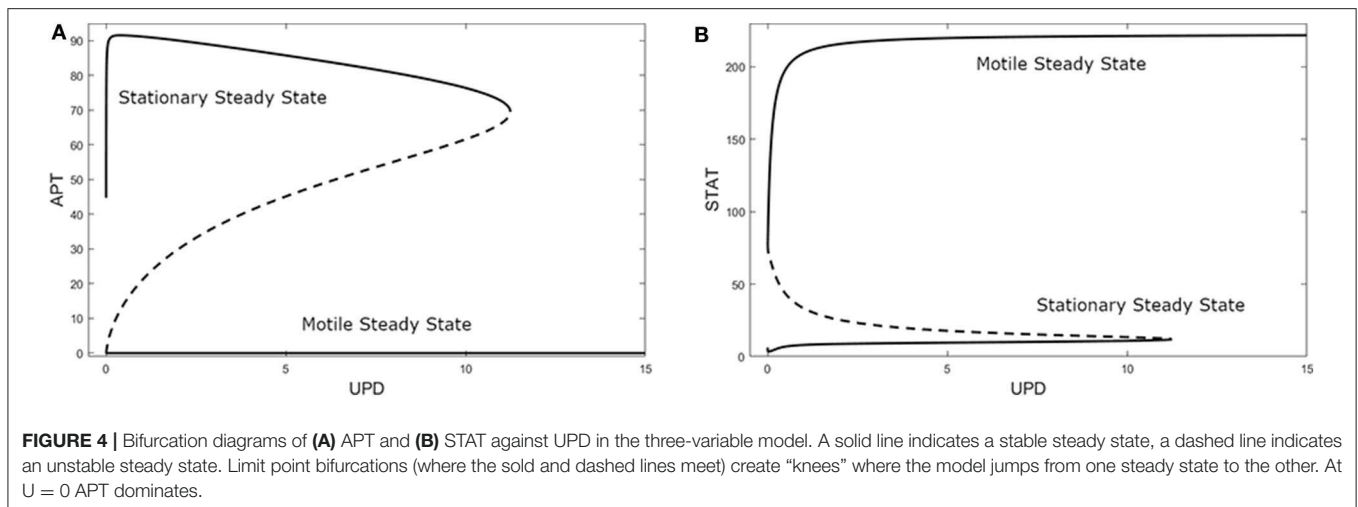 A
90
80
70
60
50
40
30
20
10
0
APT
Stationary Steady State
Motile Steady State
0 5 10 15
UPD
B
200
150
100
50
0
STAT
Motile Steady State
Stationary Steady State
0 5 10 15
UPD
FIGURE 4 | Bifurcation diagrams of (A) APT and (B) STAT against UPD in the three-variable model. A solid line indicates a stable steady state, a dashed line indicates
an unstable steady state. Limit point bifurcations (where the sold and dashed lines meet) create “knees” where the model jumps from one steady state to the other. At
U = 0 APT dominates.